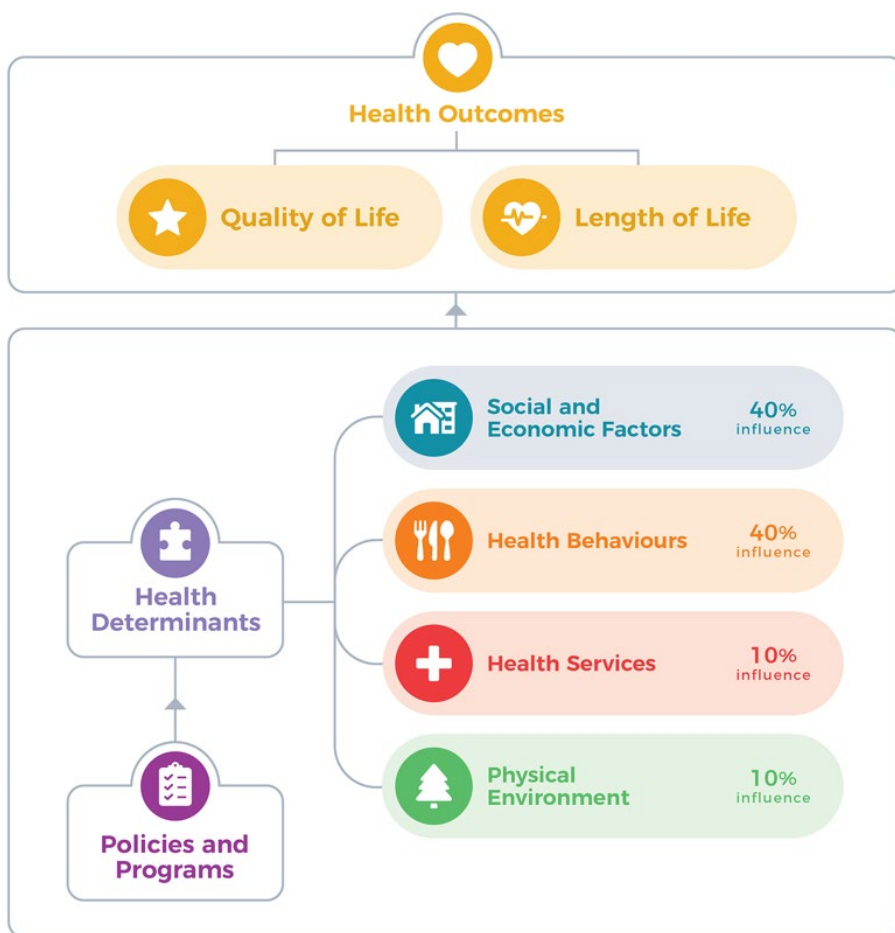 Health Outcomes
Quality of Life
Length of Life
Social and
Economic Factors
40%
influence
Health Behaviours
40%
influence
Health
Determinants
Health Services
10%
influence
Physical
Environment
10%
influence
Policies and
Programs